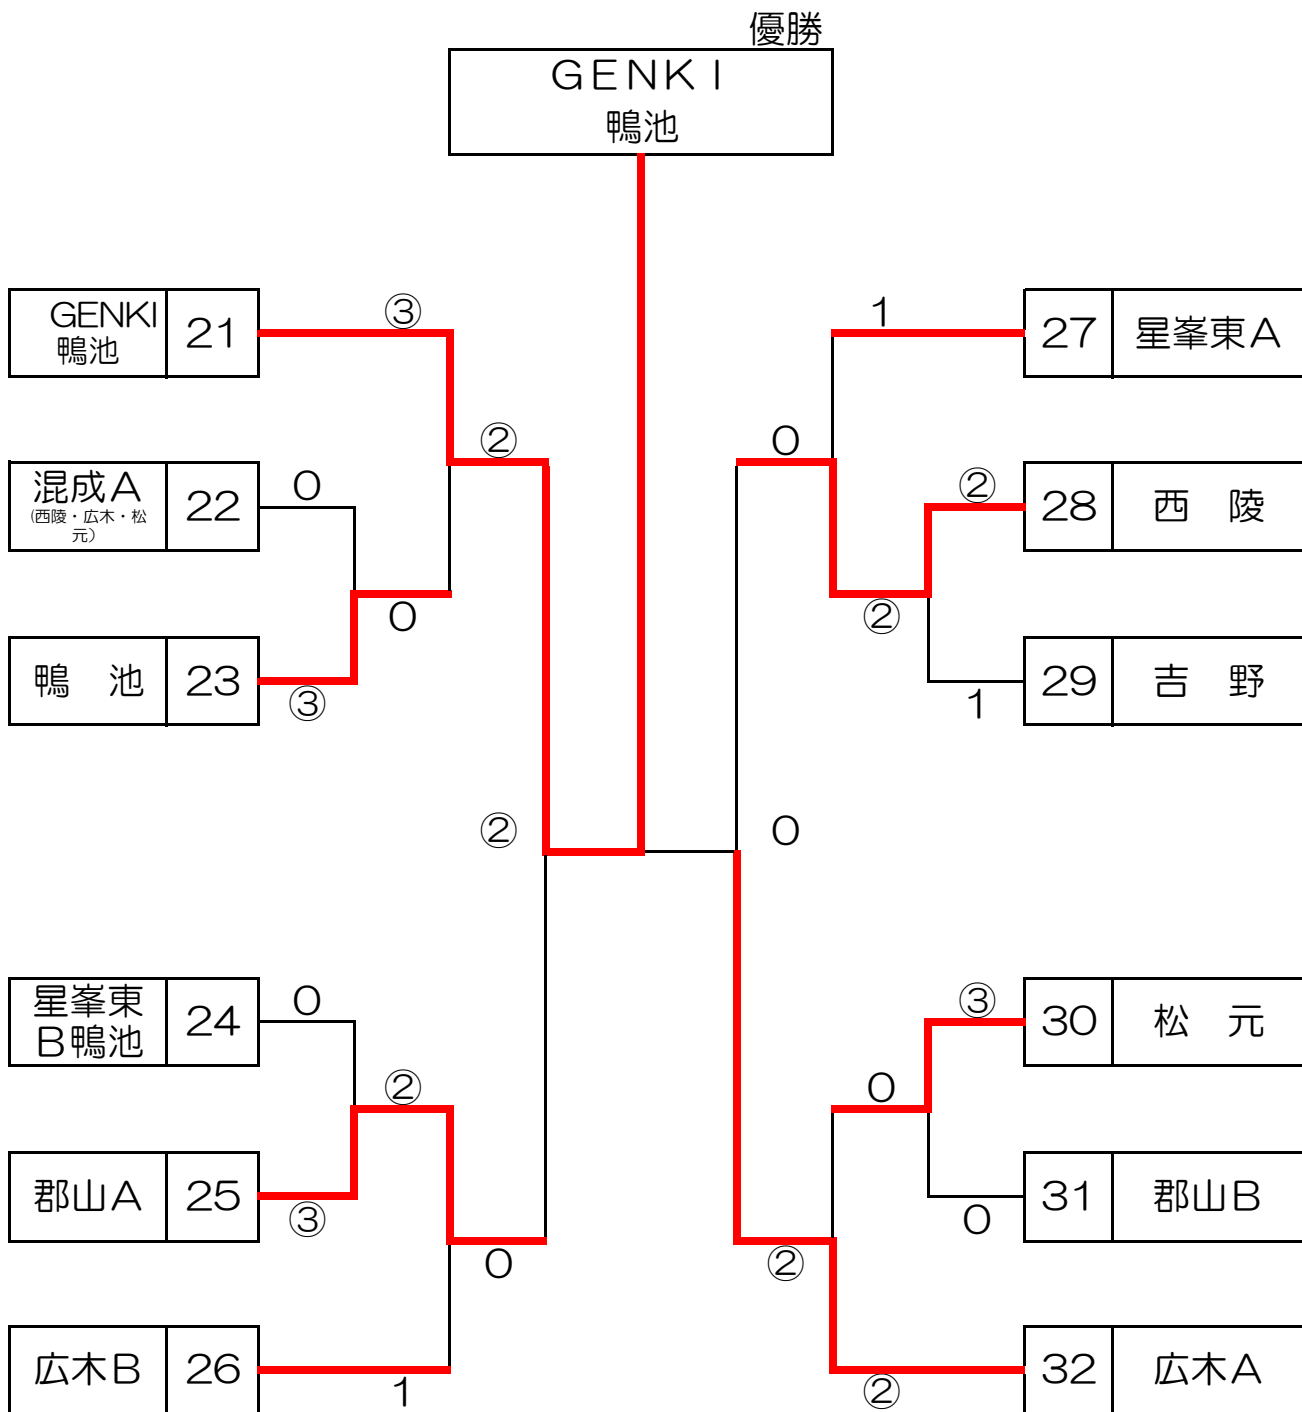 優勝
GENKI
鴨池
GENKI
鴨池
21
③
1
27
星峯東A
混成A
(西陵・広木・松
元)
22
0
②
0
②
28
西 陵
鴨 池
23
③
0
②
1
29
吉 野
②
0
星峯東
B鴨池
24
0
②
0
③
30
松 元
郡山A
25
③
0
②
0
31
郡山B
広木B
26
1
②
32
広木A